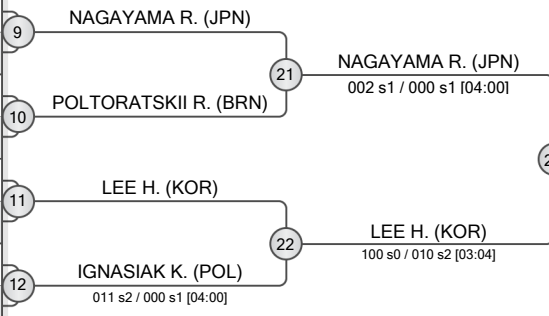 9
NAGAYAMA R. (JPN)
21
NAGAYAMA R. (JPN)
002 s1 / 000 s1 [04:00]
10
POLTORATSKII R. (BRN)
11
LEE H. (KOR)
22
LEE H. (KOR)
100 s0 / 010 s2 [03:04]
12
IGNASIAK K. (POL)
011 s2 / 000 s1 [04:00]